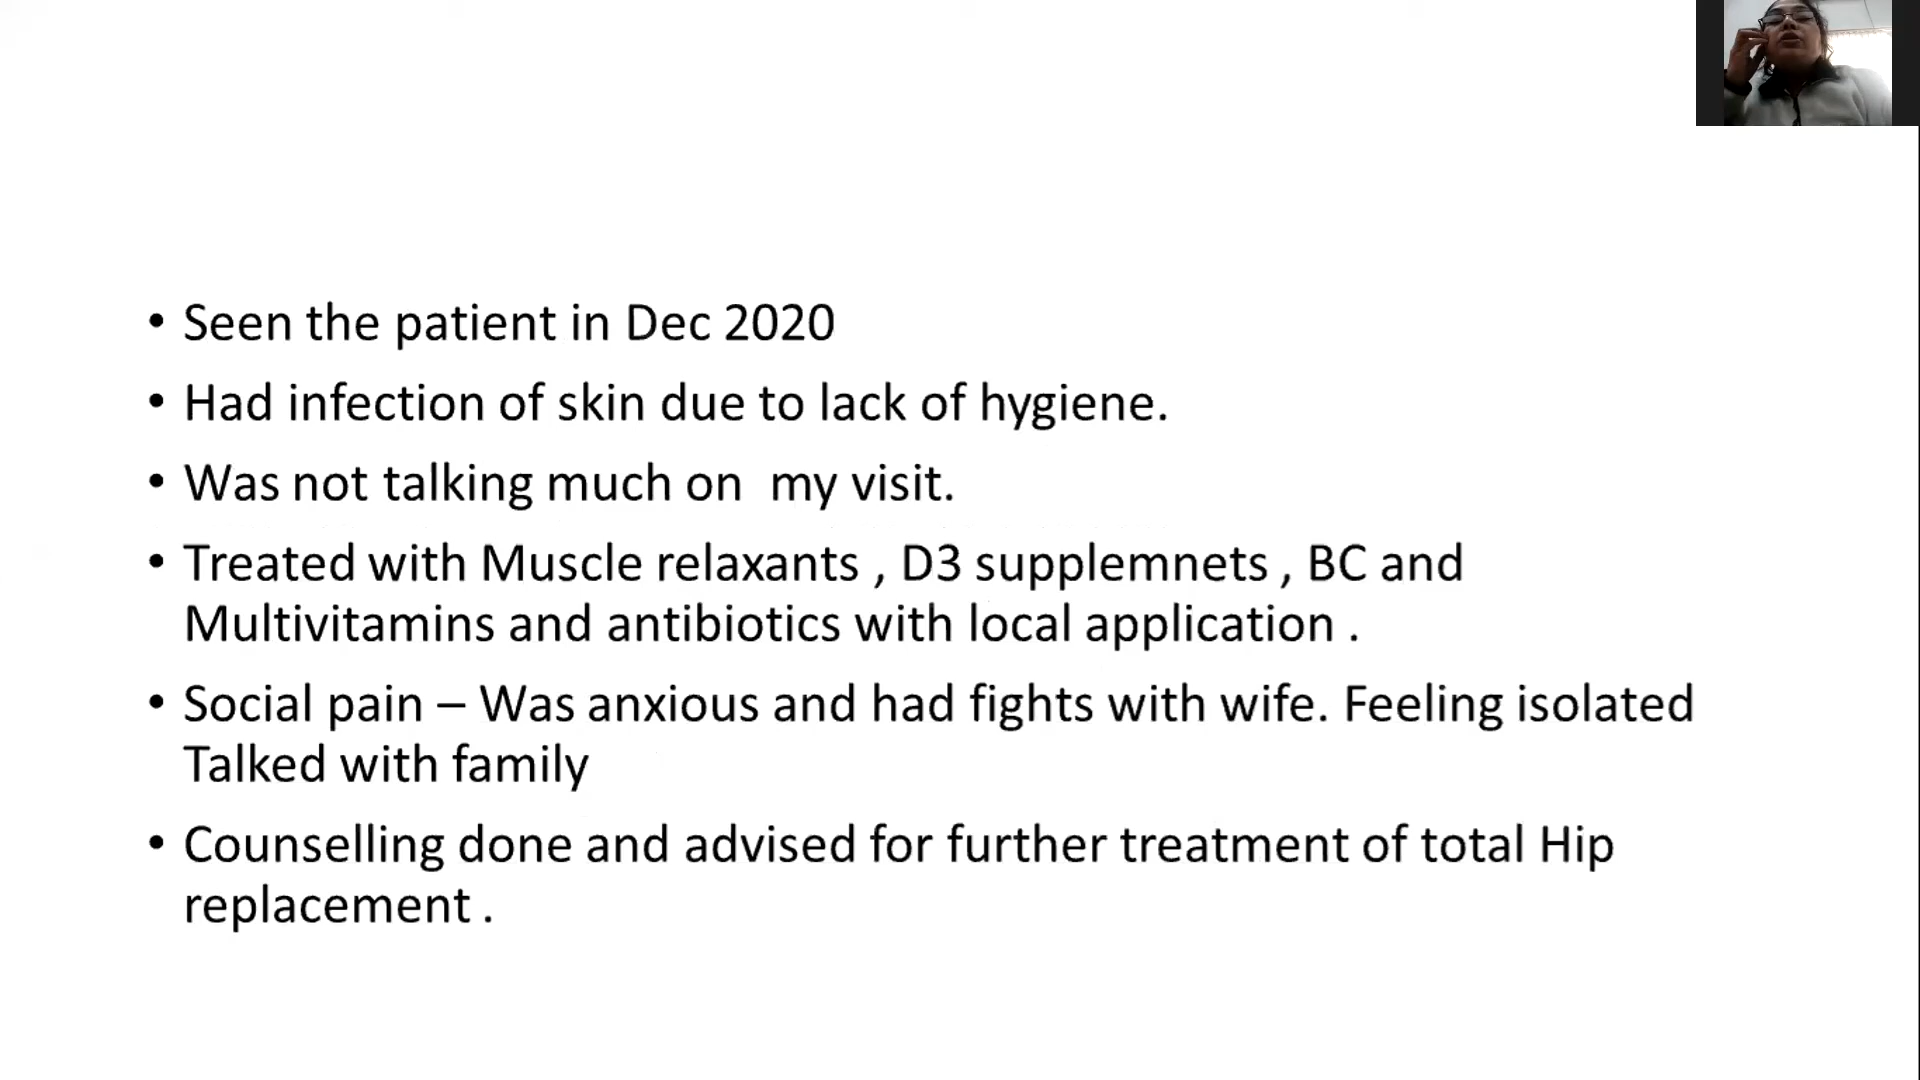 • Seen the patient in Dec 2020
• Had infection of skin due to lack of hygiene.
• Was not talking much on  my visit.
• Treated with Muscle relaxants , D3 supplemnets , BC and
Multivitamins and antibiotics with local application .
• Social pain – Was anxious and had fights with wife. Feeling isolated
Talked with family
• Counselling done and advised for further treatment of total Hip
replacement .